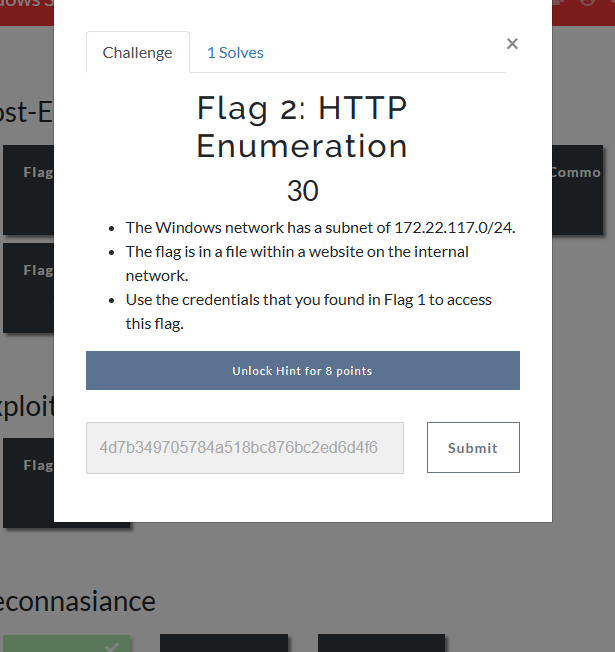 dows S
Challenge
1 Solves
×
Flag 2: HTTP
Enumeration
30
ost-E
Flag
Commo
• The Windows network has a subnet of 172.22.117.0/24.
• The flag is in a file within a website on the internal
network.
• Use the credentials that you found in Flag 1 to access
this flag.
Flag
Unlock Hint for 8 points
xploit
4d7b349705784a518bc876bc2ed6d4f6
Submit
Flag
econnasiance